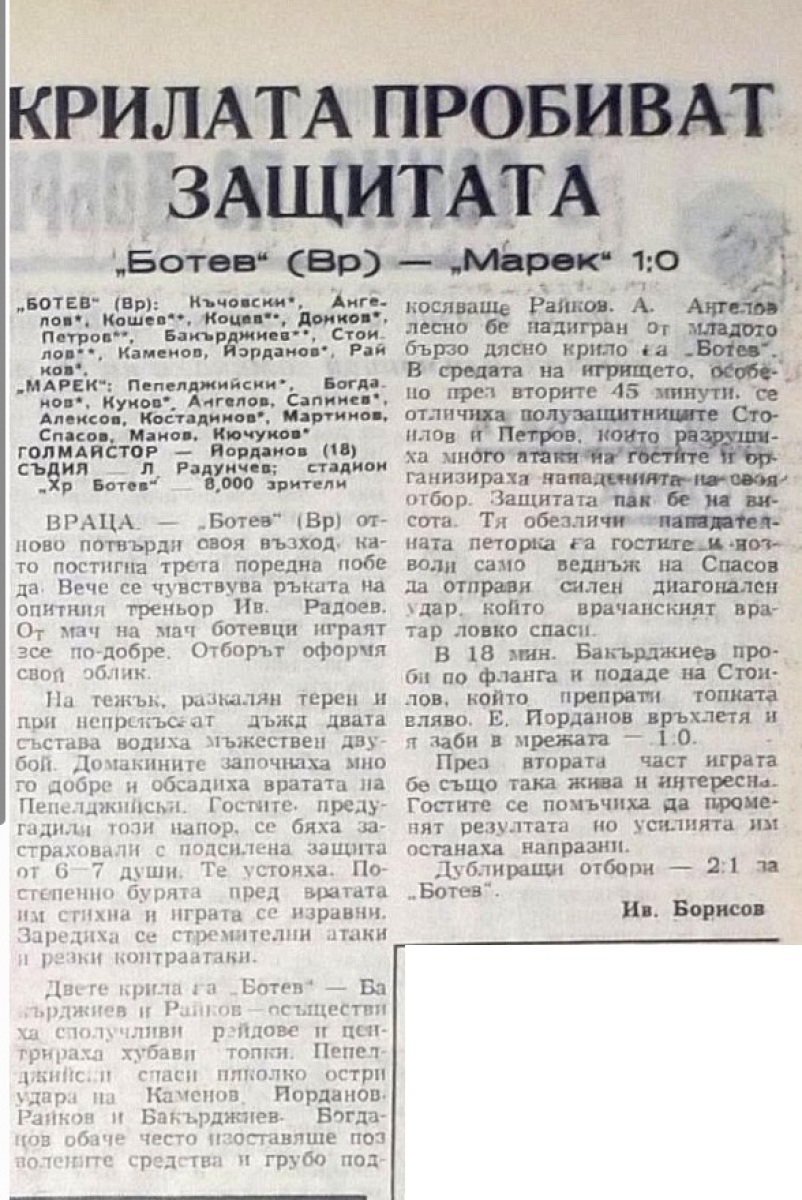 КРИЛАТА ПРОБИВАТ
ЗАЩИТАТА
„Ботев“ (Вр) — „Марек“ 1:0
„БОТЕВ“ (Вр): Къчовски*, Анге-
лов*, Кошев**, Коцев**, Донков*,
Петров**, Бакърджиев**, Стои-
лов**, Каменов, Йорданов*, Рай
ков*.
„МАРЕК“: Пепелджийски*, Богда-
нов*, Куков*, Ангелов, Сапинев*,
Алексов, Костадинов*, Мартинов,
Спасов, Манов, Кючуков*
ГОЛМАЙСТОР — Йорданов (18)
СЪДИЯ — Л Радунчев; стадион
„Хр Ботев“ — 8,000 зрители
ВРАЦА. — „Ботев“ (Вр) от-
ново потвърди своя възход, ка-
то постигна трета поредна побе
да. Вече се чувствува ръката на
опитния треньор Ив. Радоев.
От мач на мач ботевци играят
все по-добре. Отборът оформя
свой облик.
На тежък, разкалян терен и
при непрекъснат дъжд двата
състава водиха мъжествен дву-
бой. Домакините започнаха мно
го добре и обсадиха вратата на
Пепелджийски. Гостите, преду-
гадили този напор, се бяха за-
страховали с подсилена защита
от 6—7 души. Те устояха. По-
степенно бурята пред вратата
им стихна и играта се изравни.
Заредиха се стремителни атаки
и резки контраатаки.
Двете крила на „Ботев“ — Ба
кърджиев и Райков — осъществи
ха сполучливи рейдове и цен-
трираха хубави топки. Пепел-
джийски спаси няколко остри
удара на Каменов, Йорданов,
Райков и Бакърджиев. Богда-
нов обаче често изоставяше поз
волените средства и грубо под-
косяваше Райков. А. Ангелов
лесно бе надигран от младото
бързо дясно крило на „Ботев“.
В средата на игрището, особе-
но през вторите 45 минути, се
отличиха полузащитниците Сто-
илов и Петров, които разруши-
ха много атаки на гостите и ор-
ганизираха нападенията на своя
отбор. Защитата пак бе на ви-
сота. Тя обезличи нападател-
ната петорка на гостите и поз-
воли само веднъж на Спасов
да отправи силен диагонален
удар, който врачанският вра-
тар ловко спаси.
В 18 мин. Бакърджиев про-
би по фланга и подаде на Стои-
лов, който препрати топката
вляво. Е. Йорданов връхлетя и
я заби в мрежата — 1:0.
През втората част играта
бе също така жива и интересна.
Гостите се помъчиха да проме-
нят резултата но усилията им
останаха напразни.
Дублиращи отбори — 2:1 за
„Ботев“.
Ив. Борисов